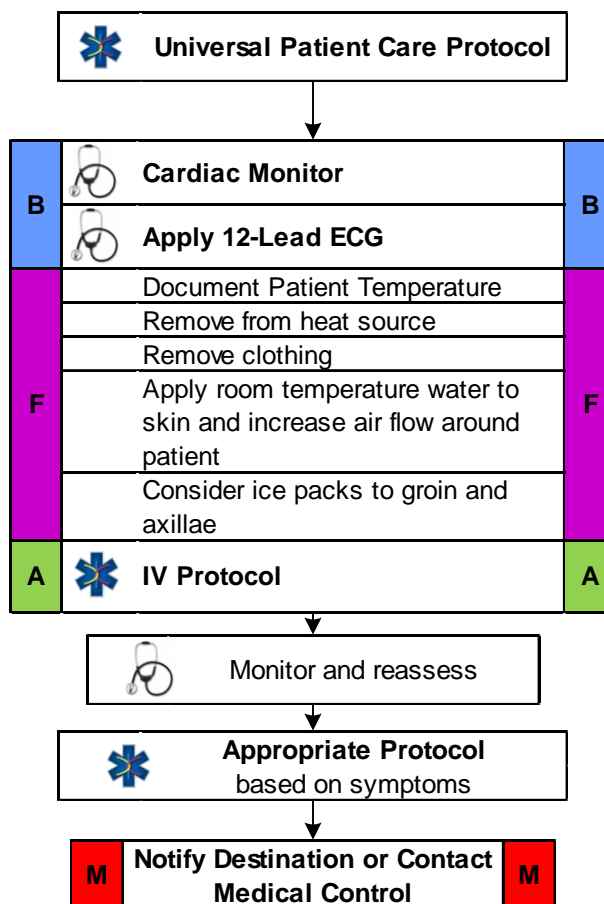 Universal Patient Care Protocol
B
Cardiac Monitor
B
Apply 12-Lead ECG
F
Document Patient Temperature
F
Remove from heat source
Remove clothing
Apply room temperature water to
skin and increase air flow around
patient
Consider ice packs to groin and
axillae
A
IV Protocol
A
Monitor and reassess
Appropriate Protocol
based on symptoms
M
Notify Destination or Contact
Medical Control
M